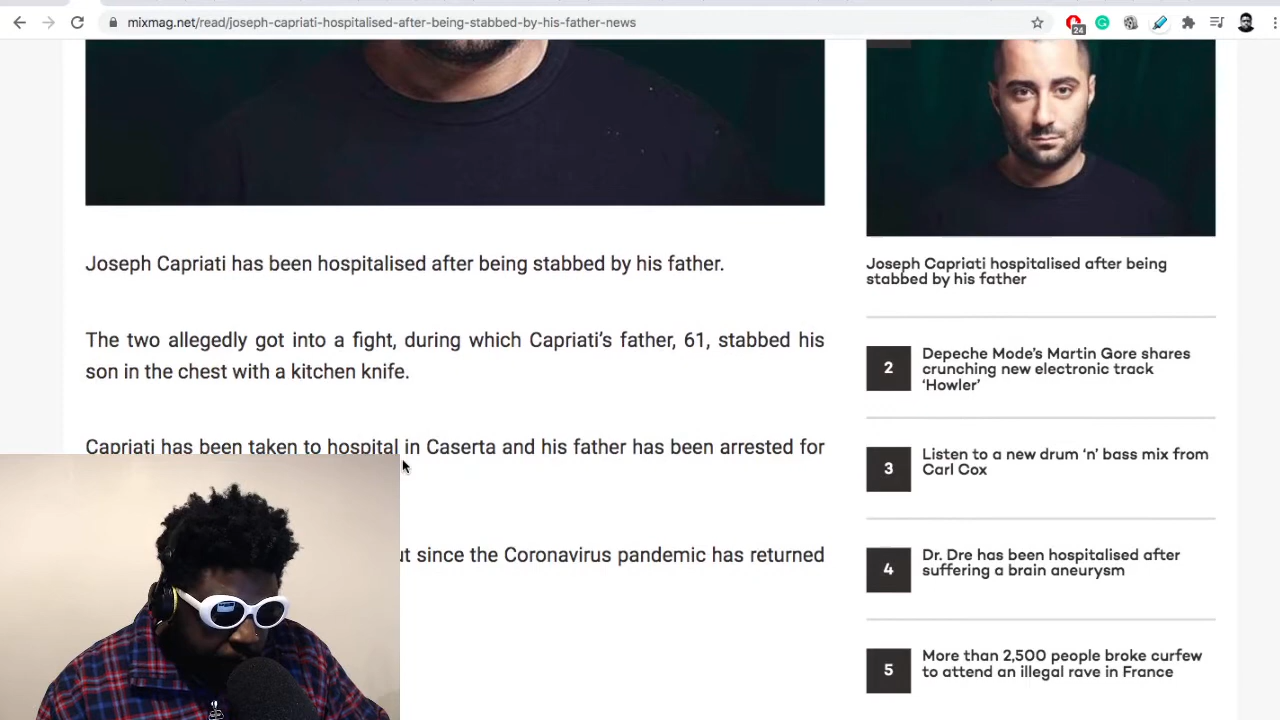 mixmag.net/read/joseph-capriati-hospitalised-after-being-stabbed-by-his-father-news
24
Joseph Capriati has been hospitalised after being stabbed by his father.
The two allegedly got into a fight, during which Capriati’s father, 61, stabbed his
son in the chest with a kitchen knife.
Capriati has been taken to hospital in Caserta and his father has been arrested for
since the Coronavirus pandemic has returned
Joseph Capriati hospitalised after being
stabbed by his father
2
Depeche Mode’s Martin Gore shares
crunching new electronic track
‘Howler’
3
Listen to a new drum ‘n’ bass mix from
Carl Cox
4
Dr. Dre has been hospitalised after
suffering a brain aneurysm
5
More than 2,500 people broke curfew
to attend an illegal rave in France